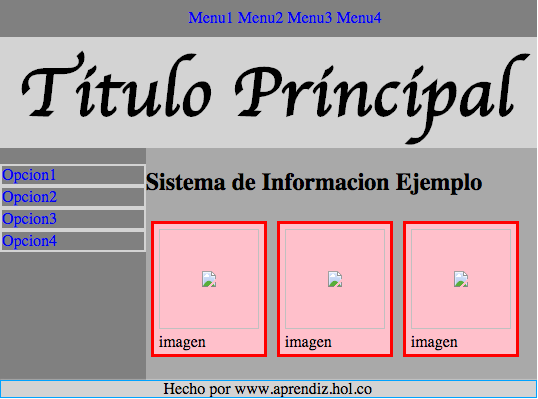 Menu1 Menu2 Menu3 Menu4
Titulo Principal
Opcion1
Opcion2
Opcion3
Opcion4
Sistema de Informacion Ejemplo
imagen imagen imagen
Hecho por www.aprendiz.hol.co